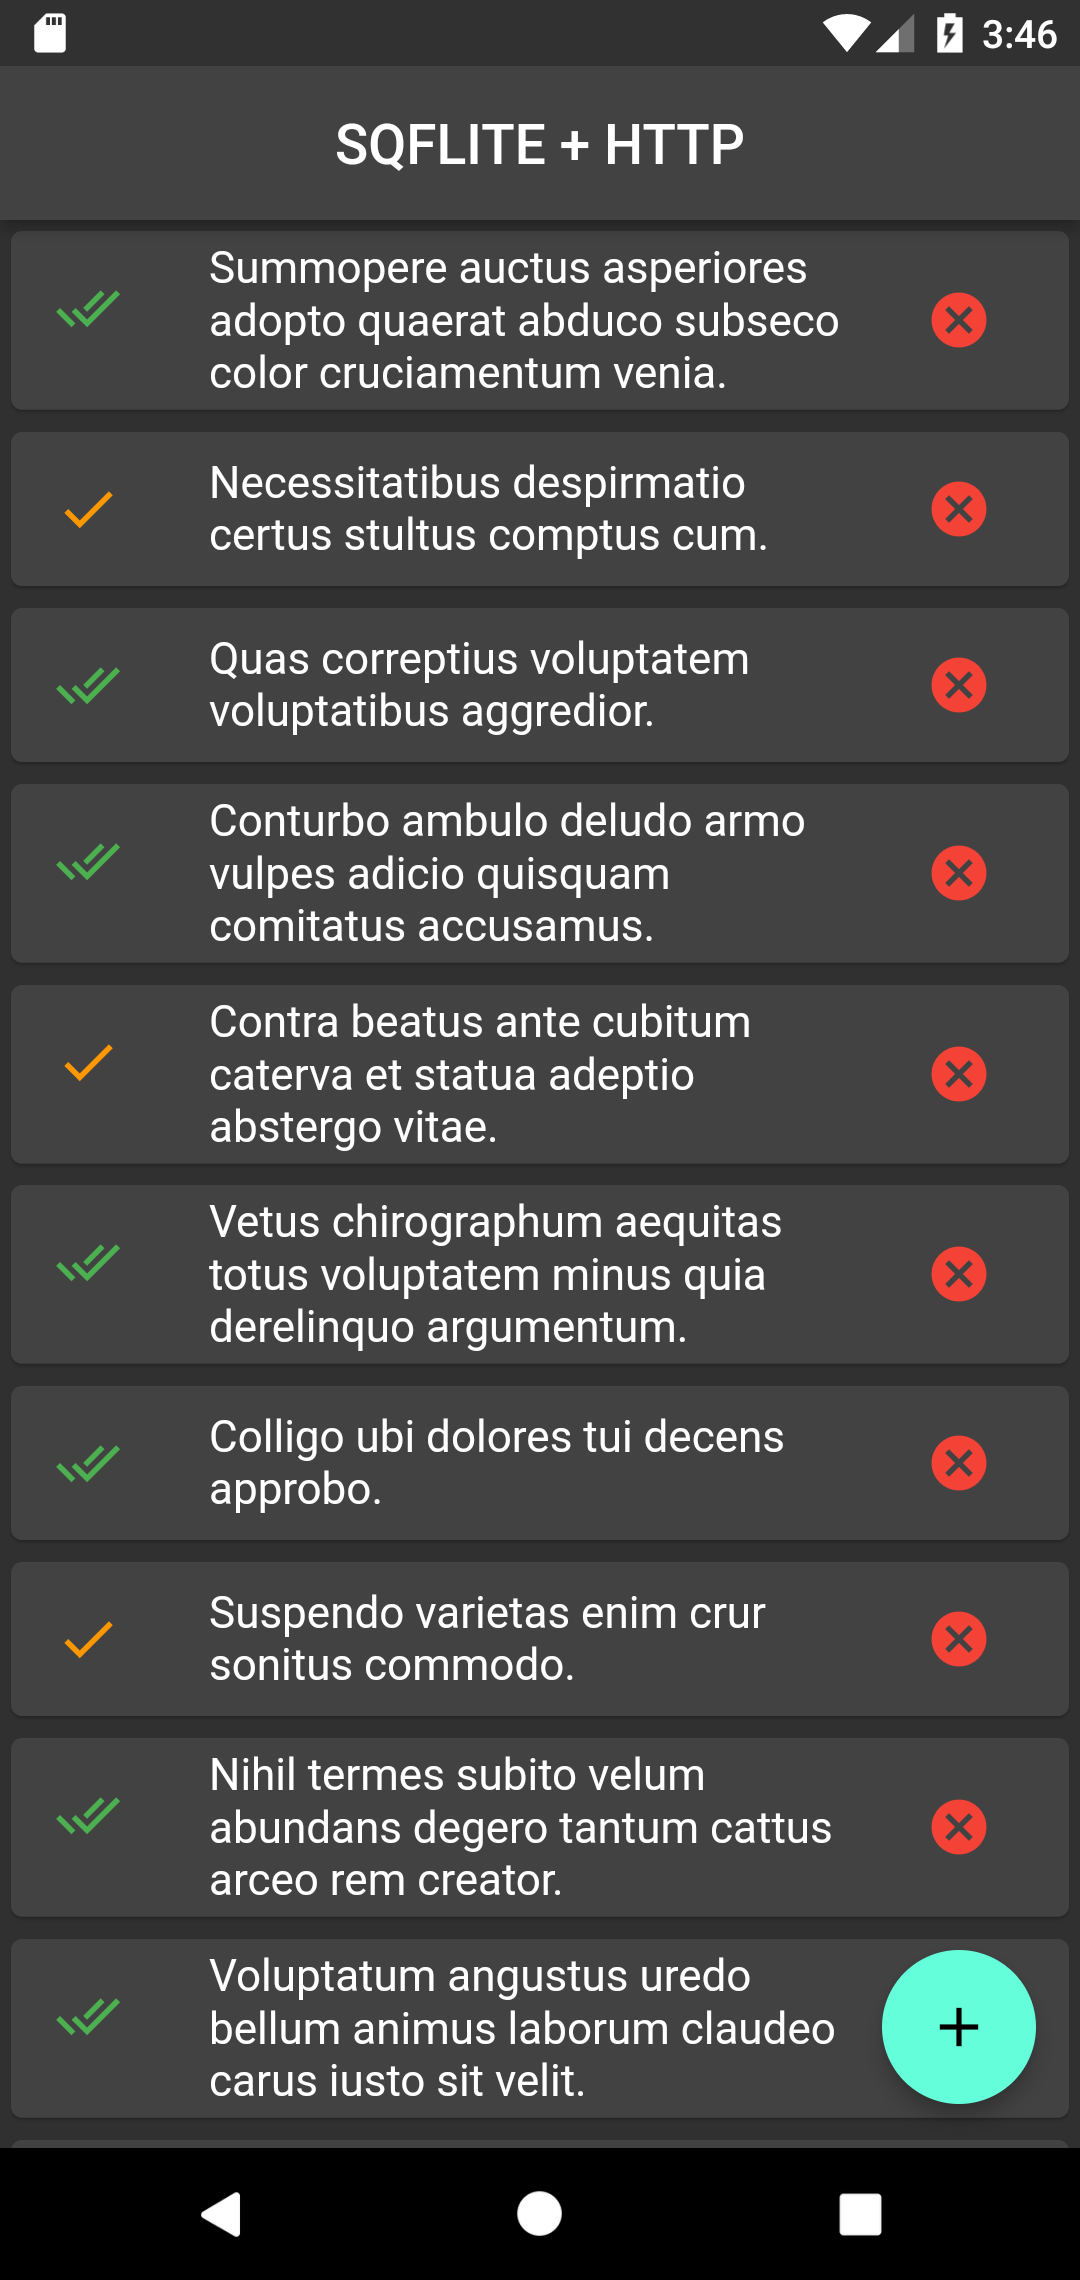 3:46
SQFLITE + HTTP
Summopere auctus asperiores
adopto quaerat abduco subseco
color cruciamentum venia.
Necessitatibus despirmatio
certus stultus comptus cum.
Quas correptius voluptatem
voluptatibus aggredior.
Conturbo ambulo deludo armo
vulpes adicio quisquam
comitatus accusamus.
Contra beatus ante cubitum
caterva et statua adeptio
abstergo vitae.
Vetus chirographum aequitas
totus voluptatem minus quia
derelinquo argumentum.
Colligo ubi dolores tui decens
approbo.
Suspendo varietas enim crur
sonitus commodo.
Nihil termes subito velum
abundans degero tantum cattus
arceo rem creator.
Voluptatum angustus uredo
bellum animus laborum claudeo
carus iusto sit velit.